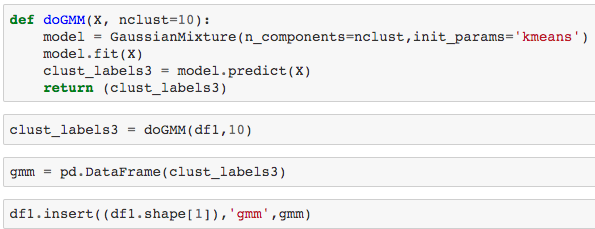 def doGMM(X, nclust=10):
    model = GaussianMixture(n_components=nclust,init_params='kmeans')
    model.fit(X)
    clust_labels3 = model.predict(X)
    return (clust_labels3)
clust_labels3 = doGMM(df1,10)
gmm = pd.DataFrame(clust_labels3)
df1.insert((df1.shape[1]),'gmm',gmm)